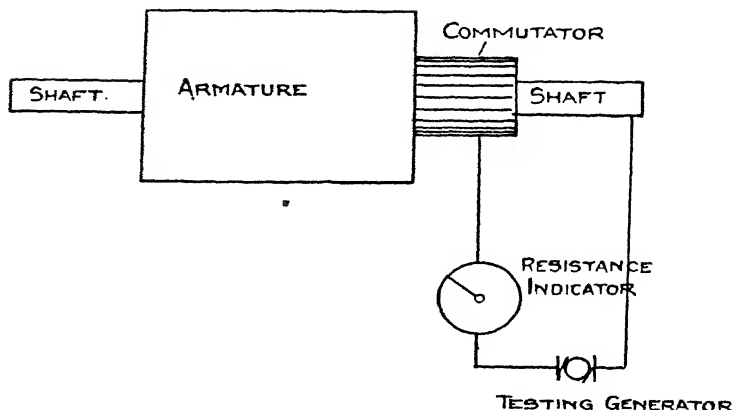 COMMUTATOR
SHAFT.
ARMATURE
SHAFT
RESISTANCE
INDICATOR
TESTING GENERATOR